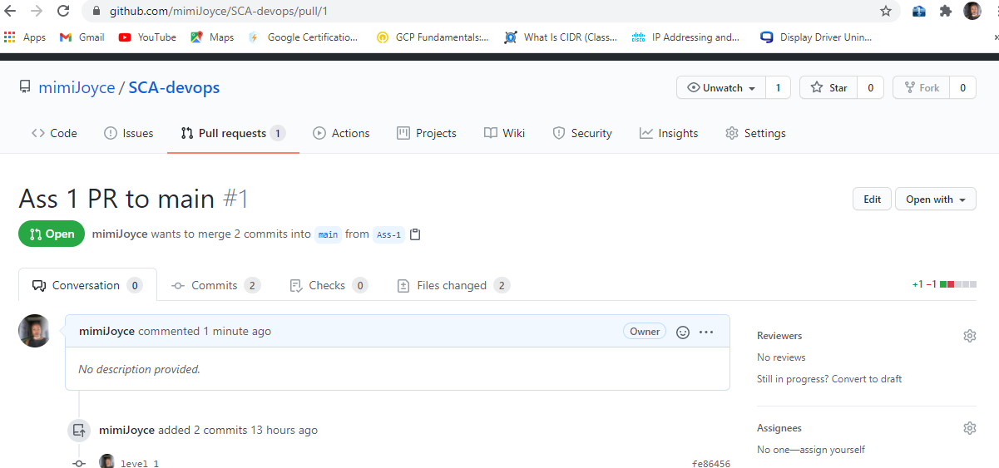 github.com/mimiJoyce/SCA-devops/pull/1
Apps Gmail YouTube Maps Google Certificatio... GCP Fundamentals:... What Is CIDR (Class... cisco IP Addressing and... Display Driver Unin...
mimiJoyce / SCA-devops Unwatch 1 Star 0 Fork 0
Code Issues Pull requests 1 Actions Projects Wiki Security Insights Settings
Ass 1 PR to main #1 Edit Open with
Open mimiJoyce wants to merge 2 commits into main from Ass-1
Conversation 0 Commits 2 Checks 0 Files changed 2 +1 −1
mimiJoyce commented 1 minute ago Owner ...
Reviewers
No reviews
No description provided.
Still in progress? Convert to draft
mimiJoyce added 2 commits 13 hours ago
Assignees
No one—assign yourself
level 1 fe86456